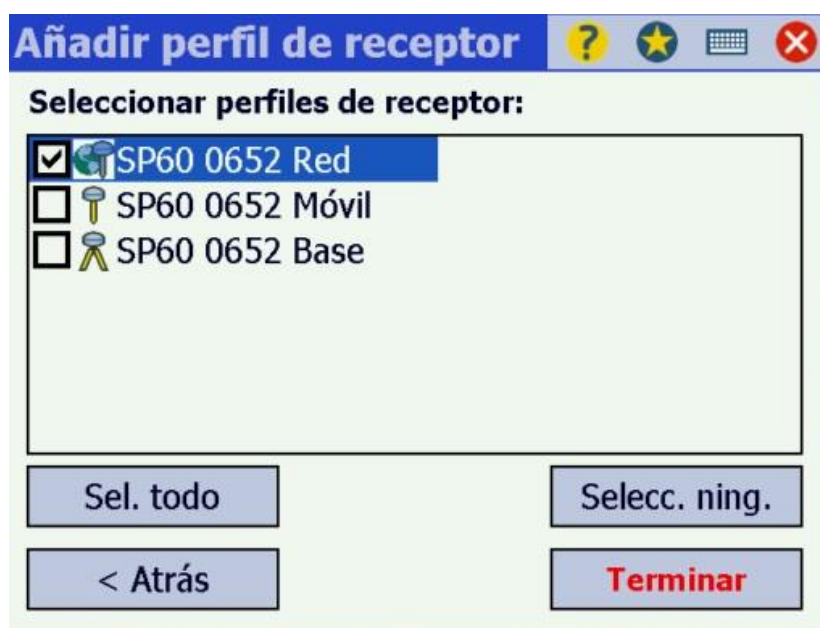 Añadir perfil de receptor ?
Seleccionar perfiles de receptor:
SP60 0652 Red
SP60 0652 Móvil
SP60 0652 Base
Sel. todo
Selecc. ning.
< Atrás
Terminar